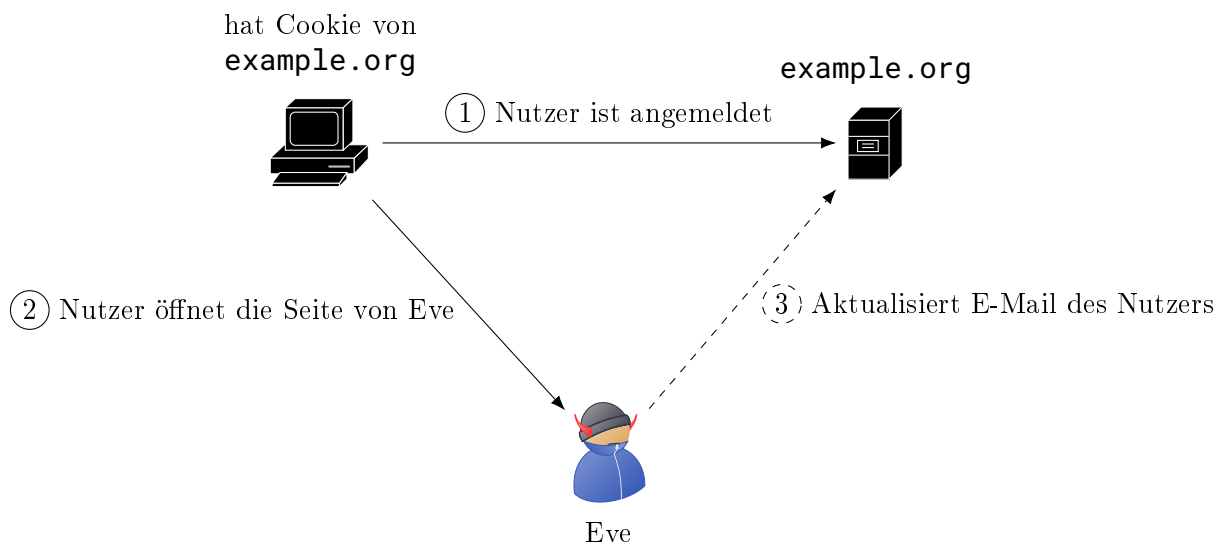 hat Cookie von
example.org
example.org
1 Nutzer ist angemeldet
2 Nutzer öffnet die Seite von Eve
3 Aktualisiert E-Mail des Nutzers
Eve